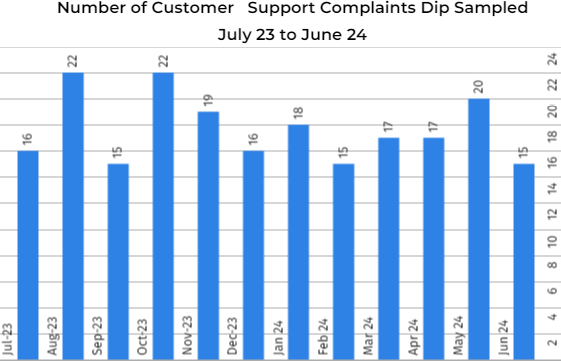 Number of Customer Support Complaints Dip Sampled
July 23 to June 24
16
22
15
22
19
16
18
15
17
17
20
15
24
22
20
18
16
14
12
10
8
6
4
2
Jul-23
Aug-23
Sep-23
Oct-23
Nov-23
Dec-23
Jan 24
Feb 24
Mar 24
Apr 24
May 24
Jun 24